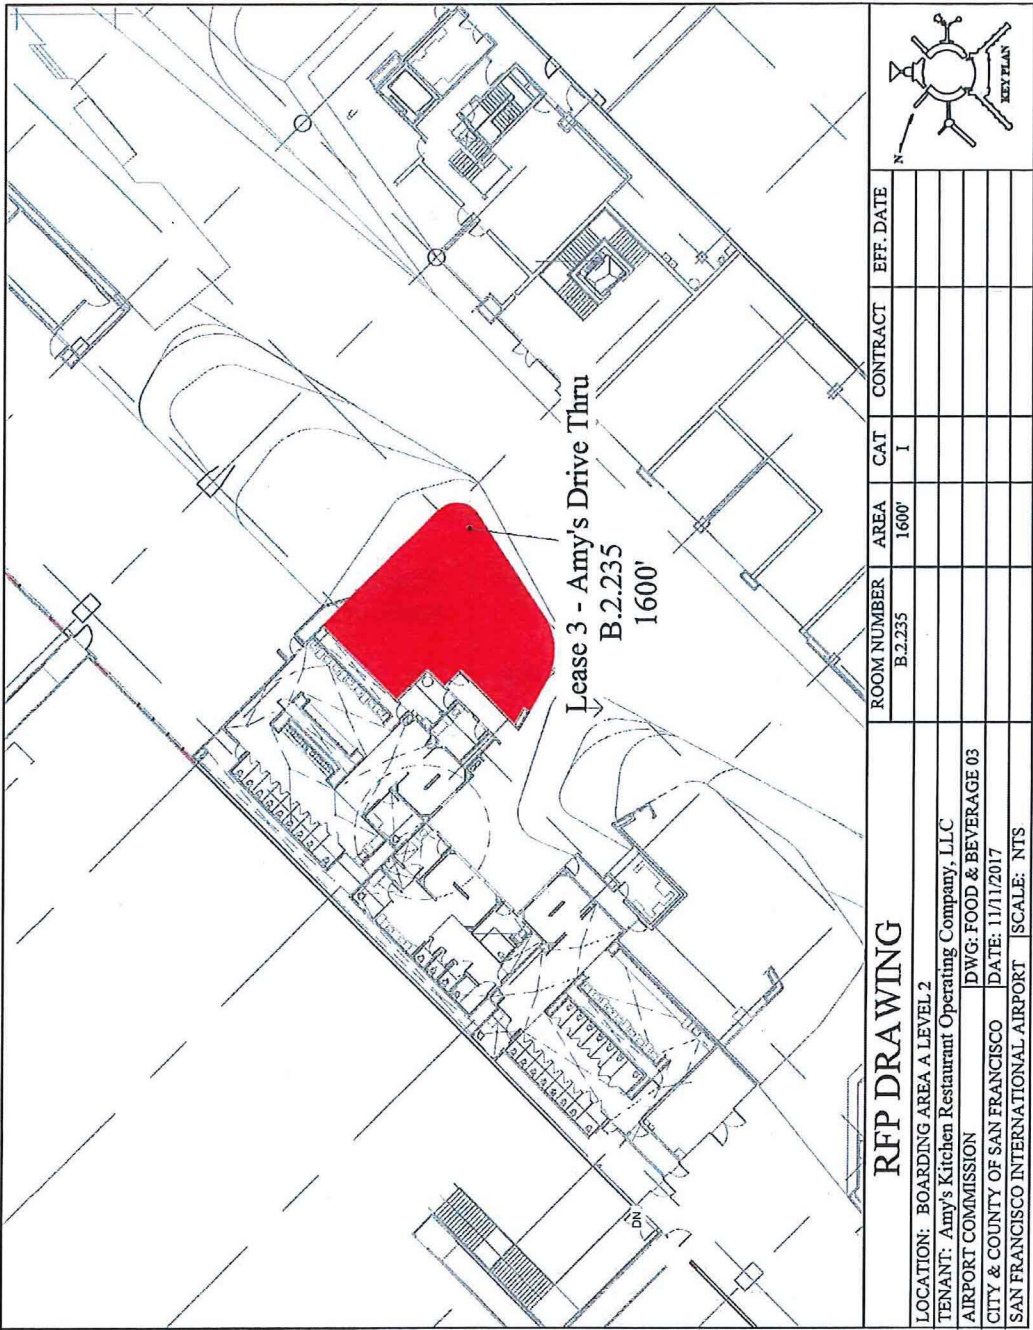 Lease 3 - Amy's Drive Thru
B.2.235
1600'
DN
RFP DRAWING
LOCATION: BOARDING AREA A LEVEL 2
TENANT: Amy's Kitchen Restaurant Operating Company, LLC
AIRPORT COMMISSION
DWG: FOOD & BEVERAGE 03
CITY & COUNTY OF SAN FRANCISCO
DATE: 11/11/2017
SAN FRANCISCO INTERNATIONAL AIRPORT
SCALE: NTS
ROOM NUMBER AREA CAT CONTRACT EFF. DATE
B.2.235 1600' I
N
KEY PLAN